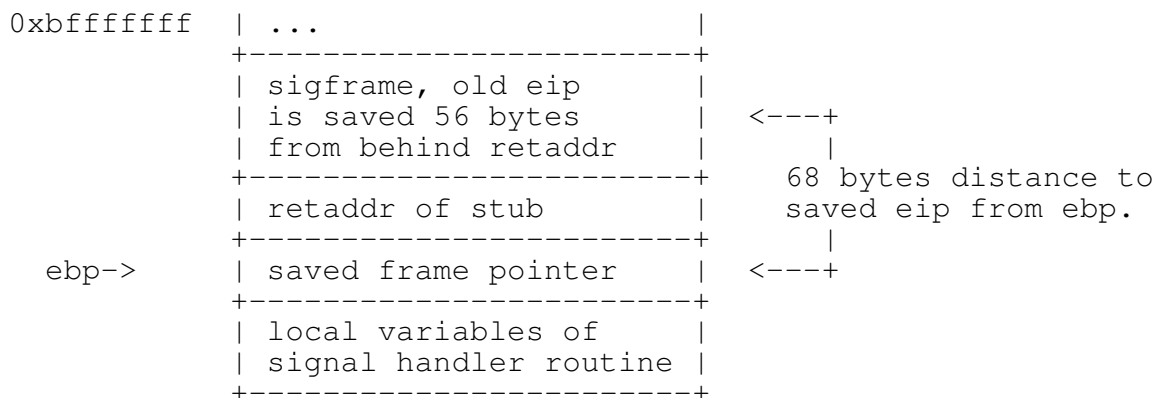 0xbfffffff | ... |
+-------------------------+
| sigframe, old eip |
| is saved 56 bytes | <---+
| from behind retaddr | |
+-------------------------+ 68 bytes distance to
| retaddr of stub | saved eip from ebp.
+-------------------------+ |
ebp-> | saved frame pointer | <---+
+-------------------------+
| local variables of |
| signal handler routine |
+-------------------------+